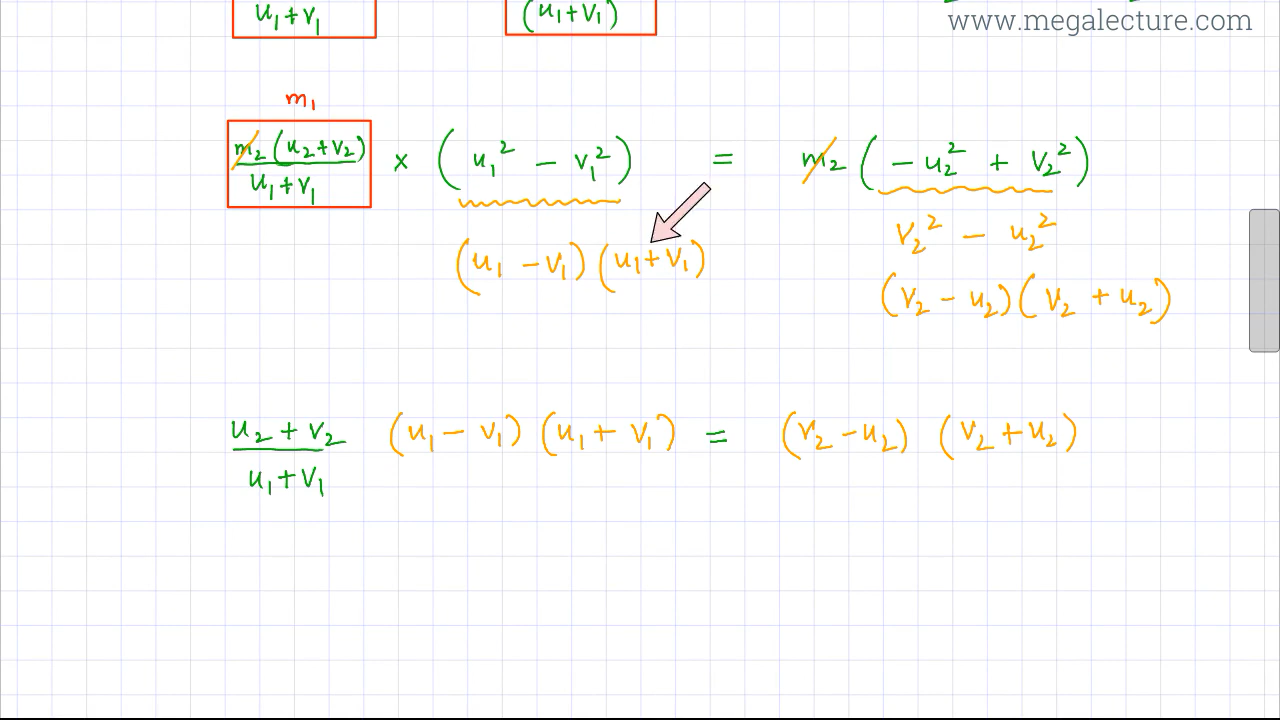 u₁+v₁ (u₁+v₁) www.megalecture.com
m₁
m₂(u₂+v₂) / u₁+v₁ × (u₁² − v₁²) = m₂(−u₂² + v₂²)
v₂² − u₂²
(u₁ − v₁)(u₁+v₁)
(v₂ − u₂)(v₂ + u₂)
u₂ + v₂ / u₁+v₁ (u₁ − v₁)(u₁ + v₁) = (v₂ − u₂)(v₂ + u₂)